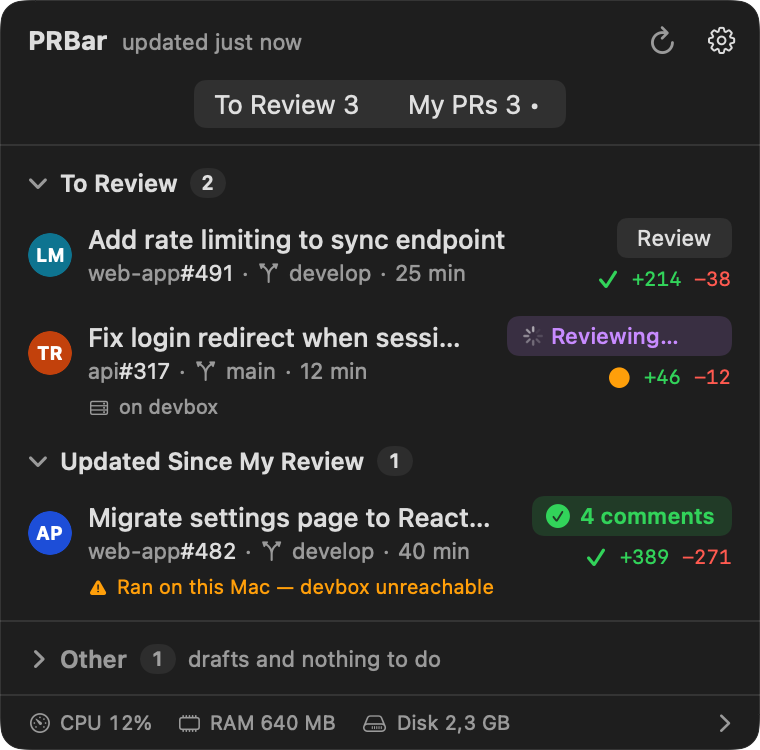 PRBar updated just now
To Review 3 My PRs 3 •
To Review 2
LM Add rate limiting to sync endpoint Review
web-app#491 · develop · 25 min +214 −38
TR Fix login redirect when sessi... Reviewing...
api#317 · main · 12 min +46 −12
on devbox
Updated Since My Review 1
AP Migrate settings page to React... 4 comments
web-app#482 · develop · 40 min +389 −271
Ran on this Mac — devbox unreachable
Other 1 drafts and nothing to do
CPU 12% RAM 640 MB Disk 2,3 GB